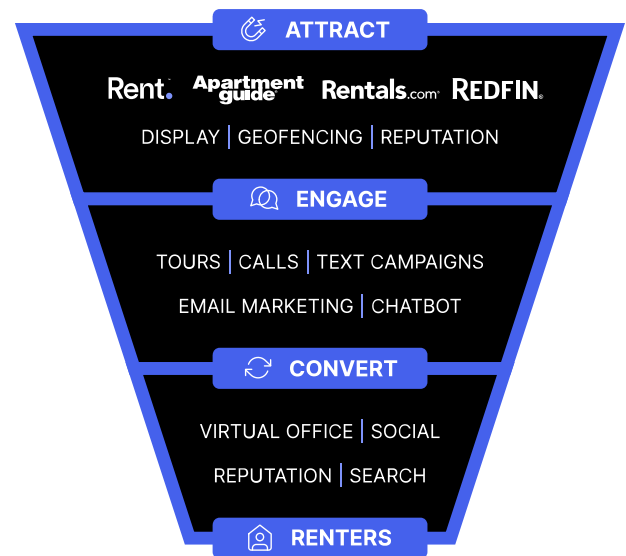 ATTRACT
Rent. Apartment guide Rentals.com REDFIN
DISPLAY | GEOFENCING | REPUTATION
ENGAGE
TOURS | CALLS | TEXT CAMPAIGNS
EMAIL MARKETING | CHATBOT
CONVERT
VIRTUAL OFFICE | SOCIAL
REPUTATION | SEARCH
RENTERS